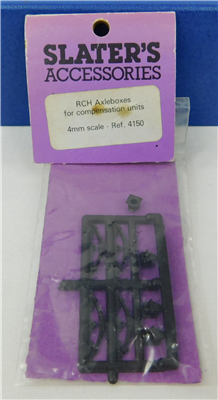 SLATER'S
ACCESSORIES
RCH Axleboxes
for compensation units
4mm scale - Ref. 4150